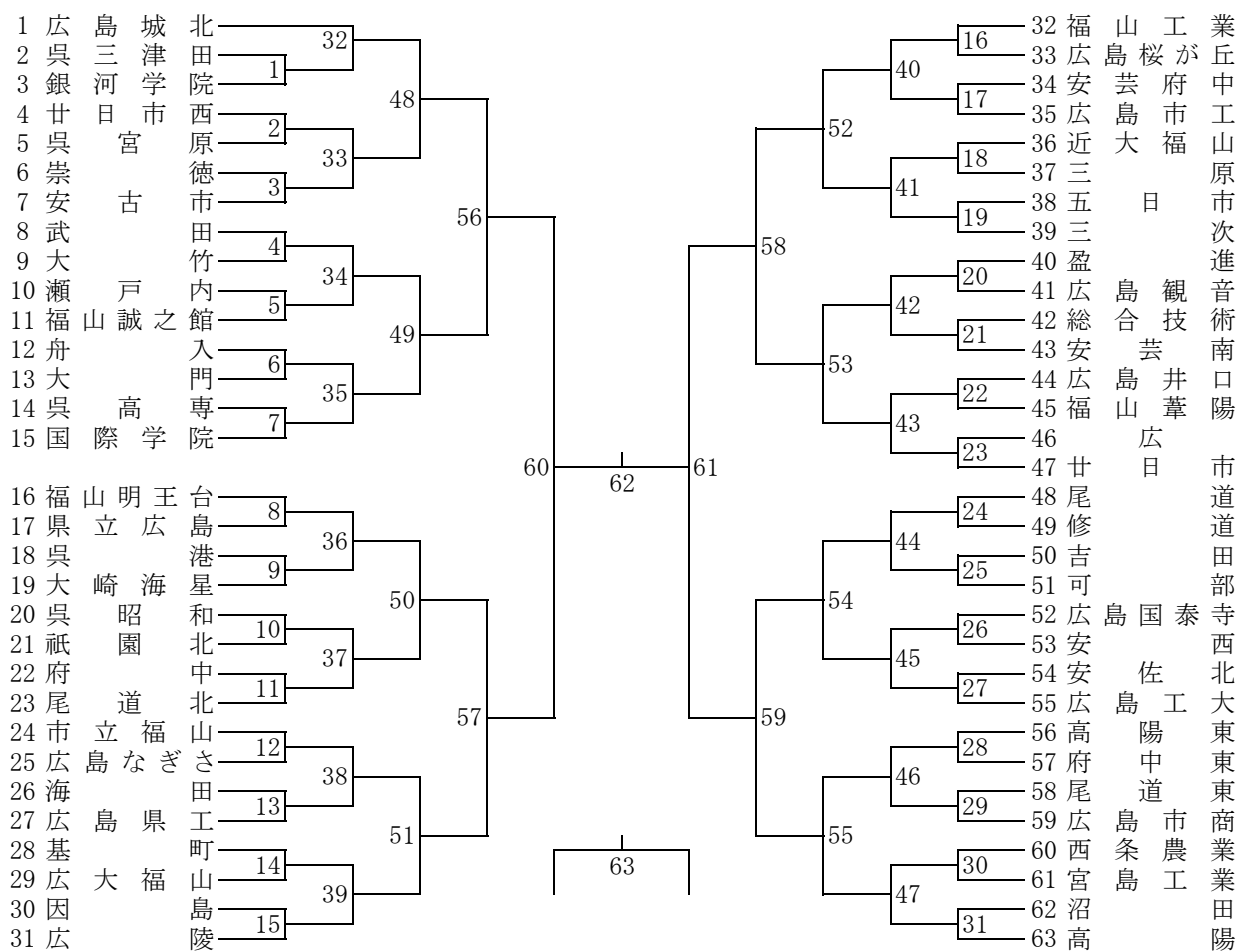 1 広島城北
2 呉三津田
3 銀河学院
4 廿日市西
5 呉宮原
6 崇徳
7 安古市
8 武田
9 大竹
10 瀬戸内
11 福山誠之館
12 舟入
13 大門
14 呉高専
15 国際学院
16 福山明王台
17 県立広島
18 呉港
19 大崎海星
20 呉昭和
21 祇園北
22 府中
23 尾道北
24 市立福山
25 広島なぎさ
26 海田
27 広島県工
28 基町
29 広大福山
30 因島
31 広陵
1
2
3
4
5
6
7
8
9
10
11
12
13
14
15
32
33
34
35
36
37
38
39
48
49
50
51
56
57
60
62
63
61
58
59
52
53
54
55
40
41
42
43
44
45
46
47
16
17
18
19
20
21
22
23
24
25
26
27
28
29
30
31
32 福山工業
33 広島桜が丘
34 安芸府中
35 広島市工
36 近大福山
37 三原
38 五日市
39 三次
40 盈進
41 広島観音
42 総合技術
43 安芸南
44 広島井口
45 福山葦陽
46 広
47 廿日市
48 尾道
49 修道
50 吉田
51 可部
52 広島国泰寺
53 安西
54 安佐北
55 広島工大
56 高陽東
57 府中東
58 尾道東
59 広島市商
60 西条農業
61 宮島工業
62 沼田
63 高陽